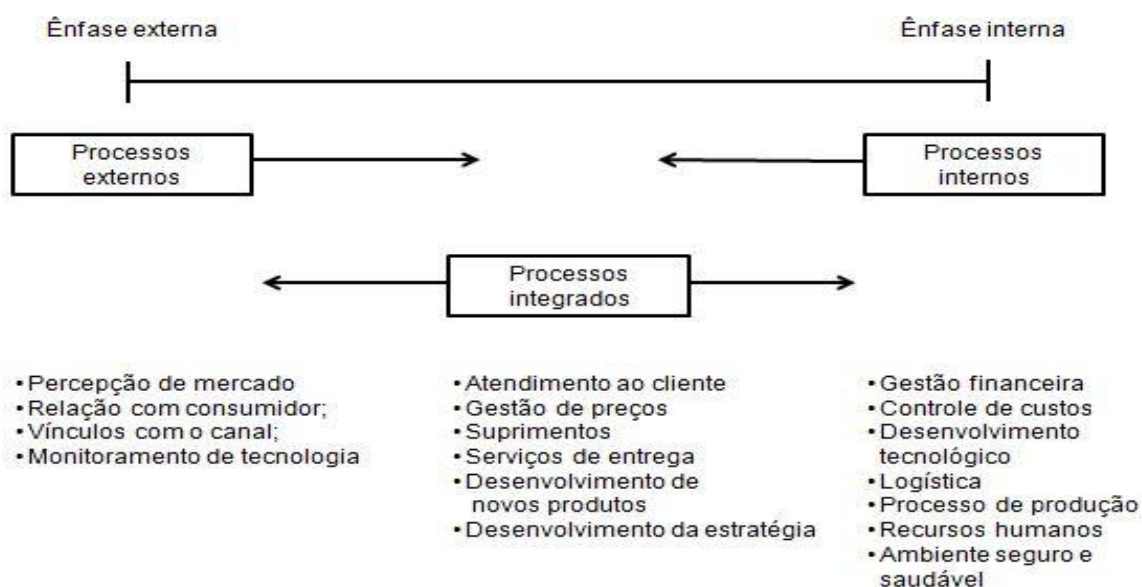 Ênfase externa
Ênfase interna
Processos
externos
Processos
internos
Processos
integrados
•Percepção de mercado
•Relação com consumidor;
•Vínculos com o canal;
•Monitoramento de tecnologia
•Atendimento ao cliente
•Gestão de preços
•Suprimentos
•Serviços de entrega
•Desenvolvimento de
novos produtos
•Desenvolvimento da estratégia
•Gestão financeira
•Controle de custos
•Desenvolvimento
tecnológico
•Logística
•Processo de produção
•Recursos humanos
•Ambiente seguro e
saudável